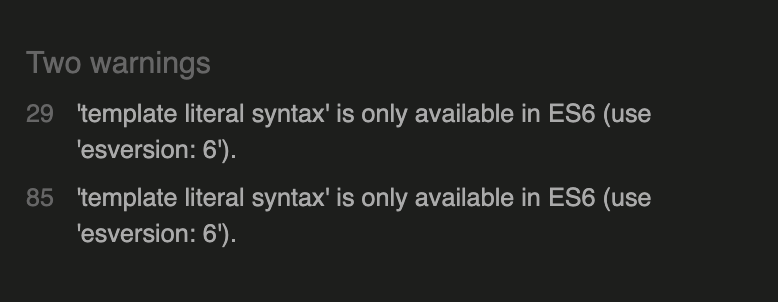 Two warnings
29 'template literal syntax' is only available in ES6 (use
'esversion: 6').
85 'template literal syntax' is only available in ES6 (use
'esversion: 6').